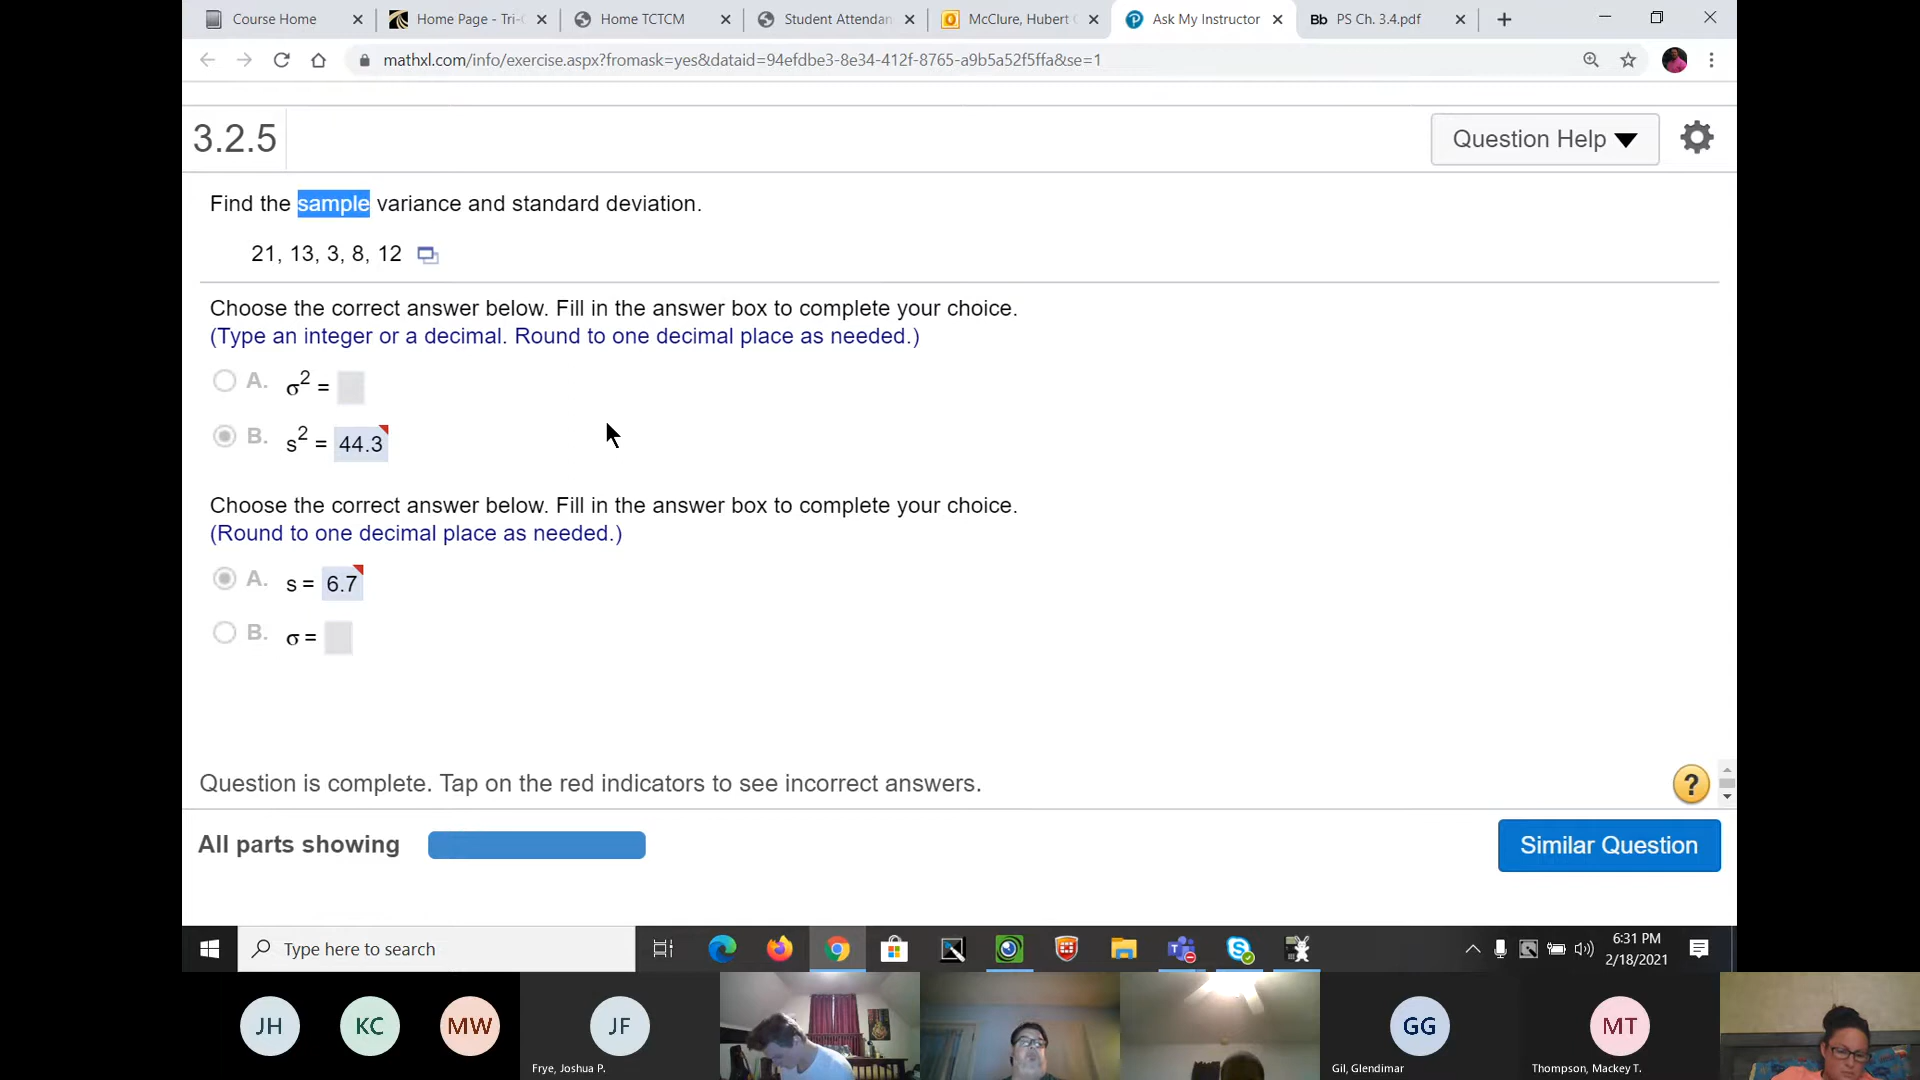 Course Home
Home Page - Tri-
Home TCTCM
Student Attendan
McClure, Hubert
Ask My Instructor
Bb PS Ch. 3.4.pdf
mathxl.com/info/exercise.aspx?fromask=yes&dataid=94efdbe3-8e34-412f-8765-a9b5a52f5ffa&se=1
3.2.5
Question Help
Find the sample variance and standard deviation.
21, 13, 3, 8, 12
Choose the correct answer below. Fill in the answer box to complete your choice.
(Type an integer or a decimal. Round to one decimal place as needed.)
A. σ² =
B. s² = 44.3
Choose the correct answer below. Fill in the answer box to complete your choice.
(Round to one decimal place as needed.)
A. s = 6.7
B. σ =
Question is complete. Tap on the red indicators to see incorrect answers.
?
All parts showing
Similar Question
Type here to search
6:31 PM
2/18/2021
JH
KC
MW
JF
GG
MT
Frye, Joshua P.
Gil, Glendimar
Thompson, Mackey T.